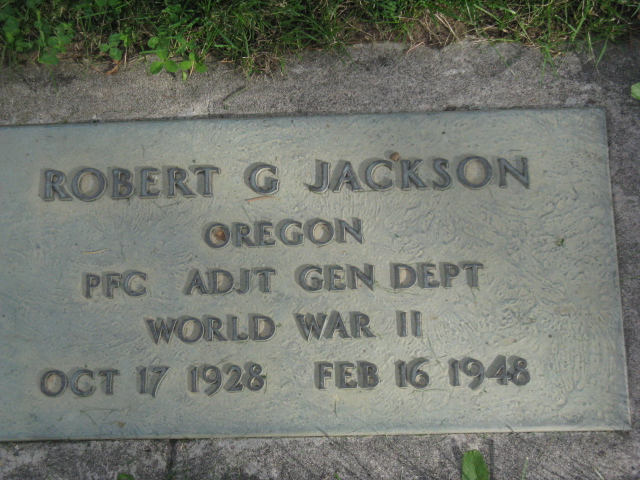 ROBERT G JACKSON
OREGON
PFC ADJT GEN DEPT
WORLD WAR II
OCT 17 1928 FEB 16 1948